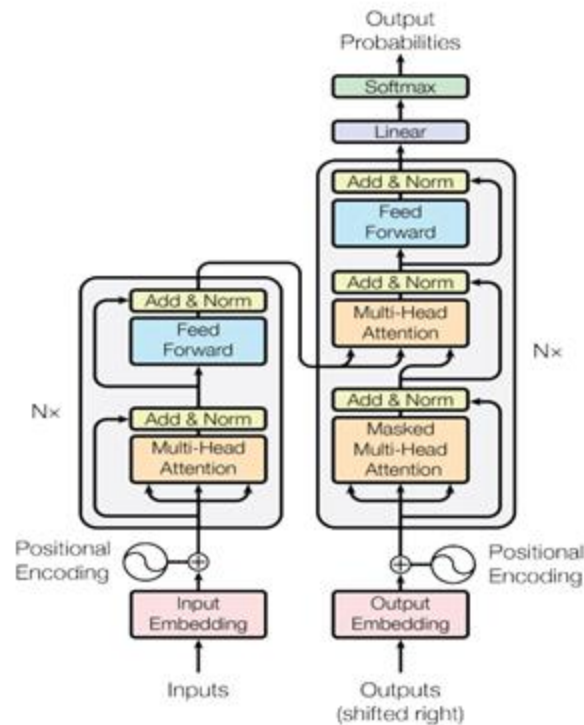 Output
Probabilities
Softmax
Linear
Add & Norm
Feed
Forward
Add & Norm
Multi-Head
Attention
Nx
Add & Norm
Masked
Multi-Head
Attention
Add & Norm
Feed
Forward
Nx
Add & Norm
Multi-Head
Attention
Positional
Encoding
Input
Embedding
Inputs
Positional
Encoding
Output
Embedding
Outputs
(shifted right)